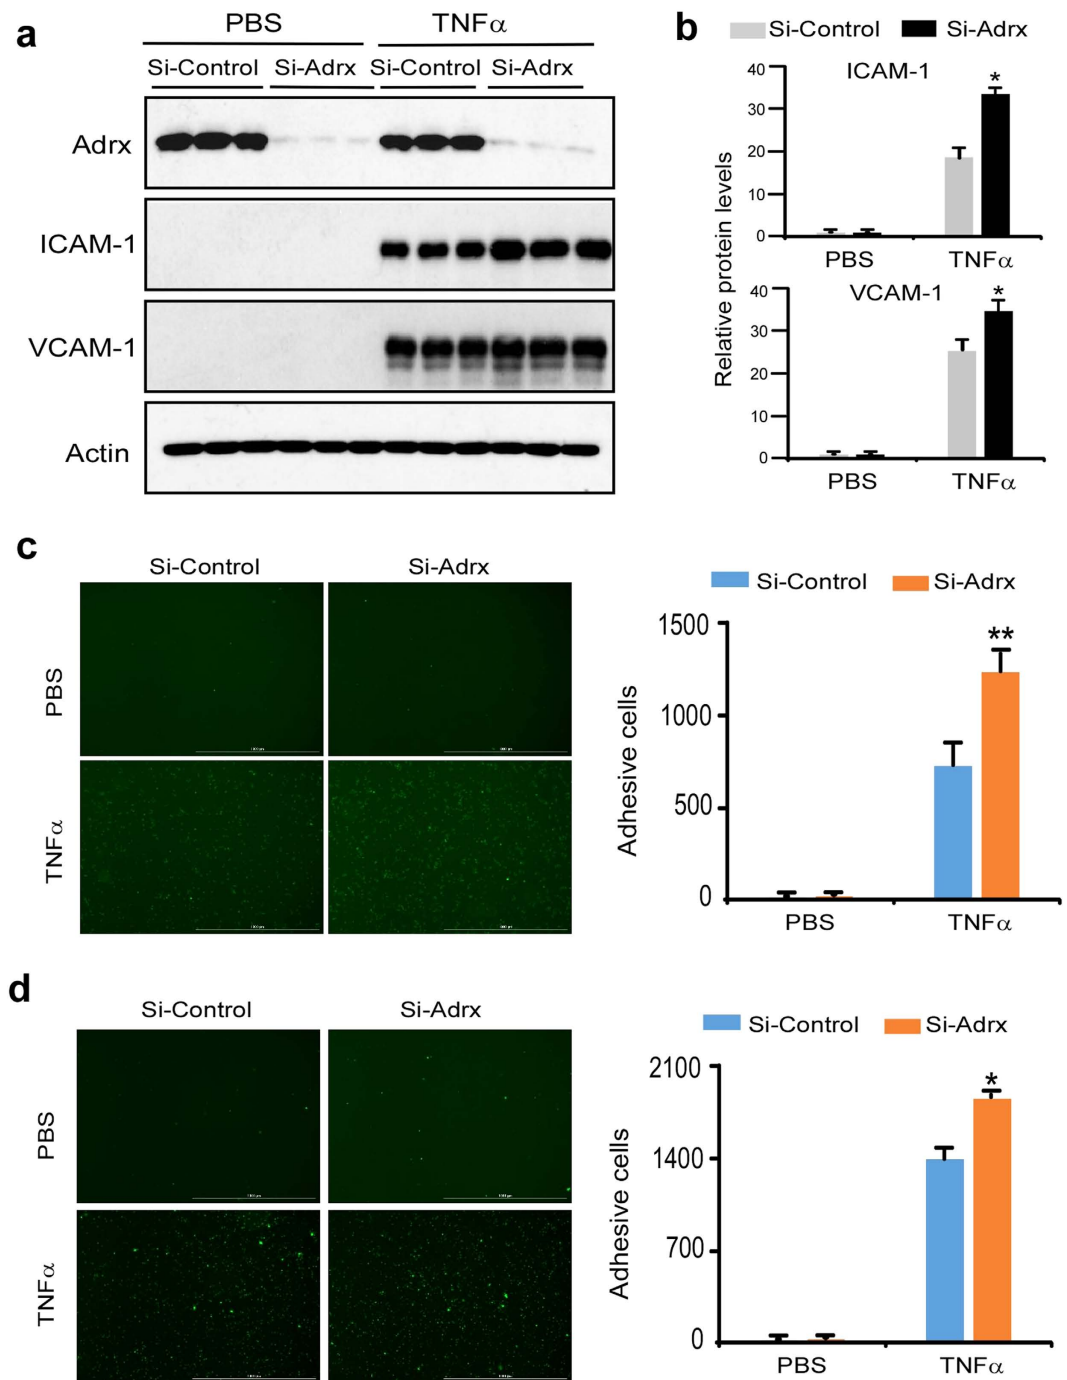 a
PBS TNFα
Si-Control Si-Adrx Si-Control Si-Adrx
Adrx
ICAM-1
VCAM-1
Actin
b
Si-Control Si-Adrx
Relative protein levels
ICAM-1
40
30
20
10
0
*
PBS TNFα
VCAM-1
40
30
20
10
0
*
PBS TNFα
c
Si-Control Si-Adrx
PBS
TNFα
Si-Control Si-Adrx
Adhesive cells
1500
1000
500
0
**
PBS TNFα
d
Si-Control Si-Adrx
PBS
TNFα
Si-Control Si-Adrx
Adhesive cells
2100
1400
700
0
*
PBS TNFα